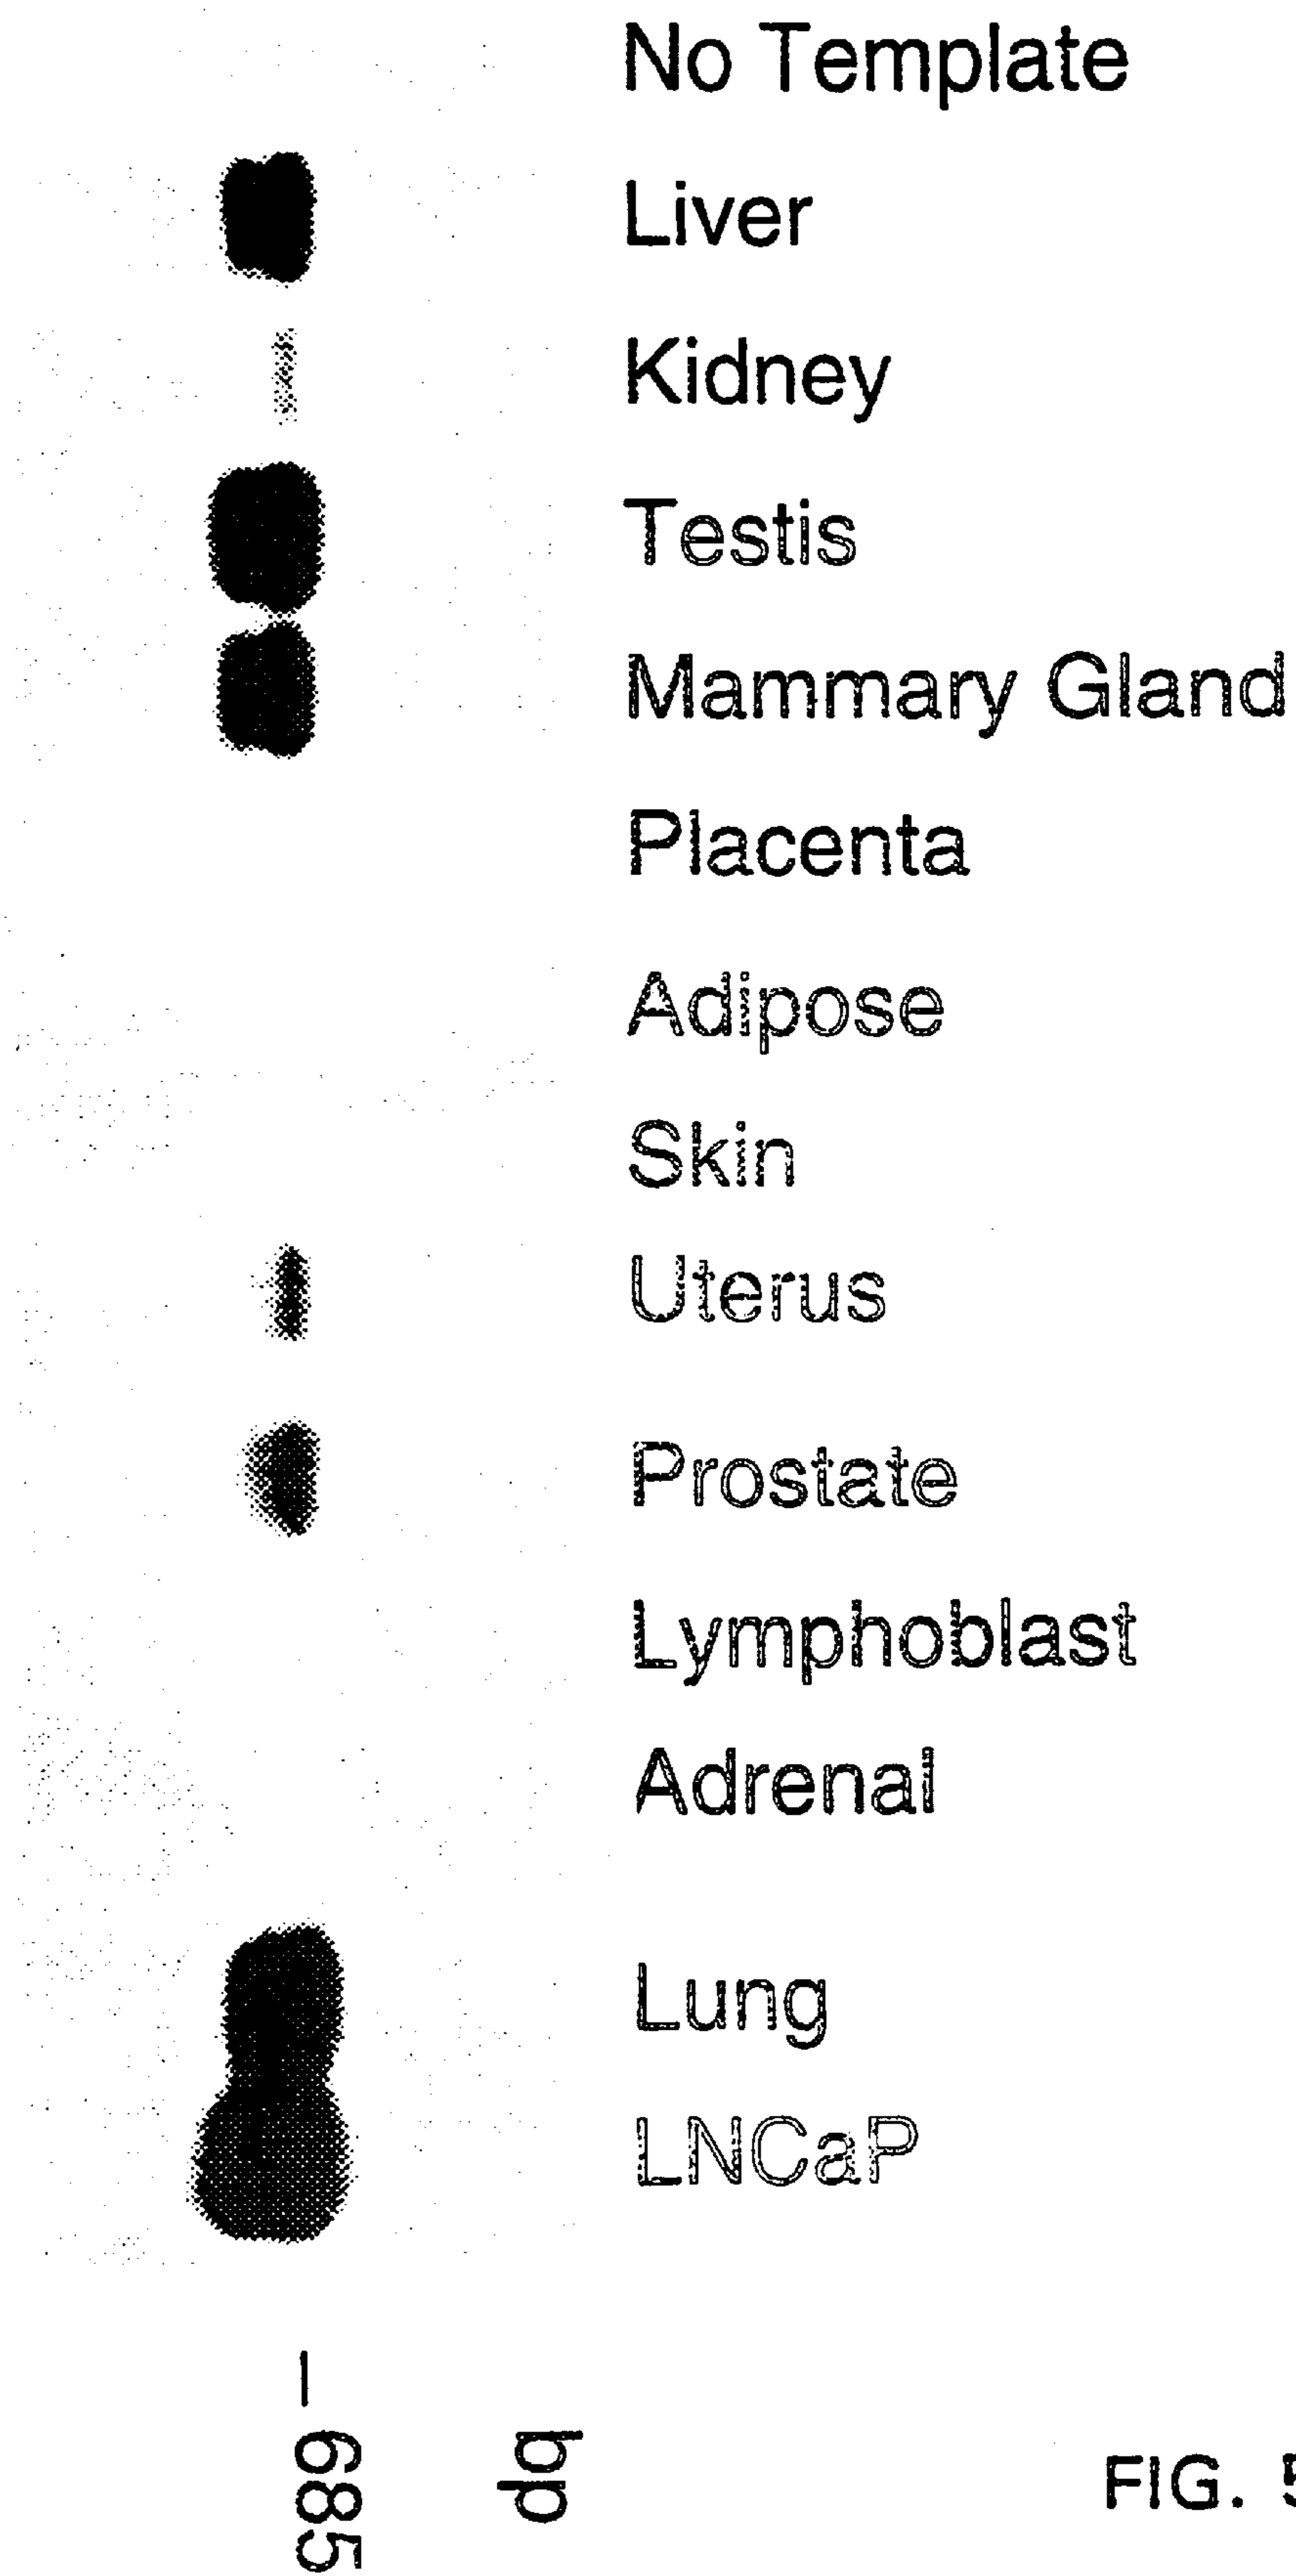 No Template
Liver
Kidney
Testis
Mammary Gland
Placenta
Adipose
Skin
Uterus
Prostate
Lymphoblast
Adrenal
Lung
LNCaP
– 685
bp
FIG. 5